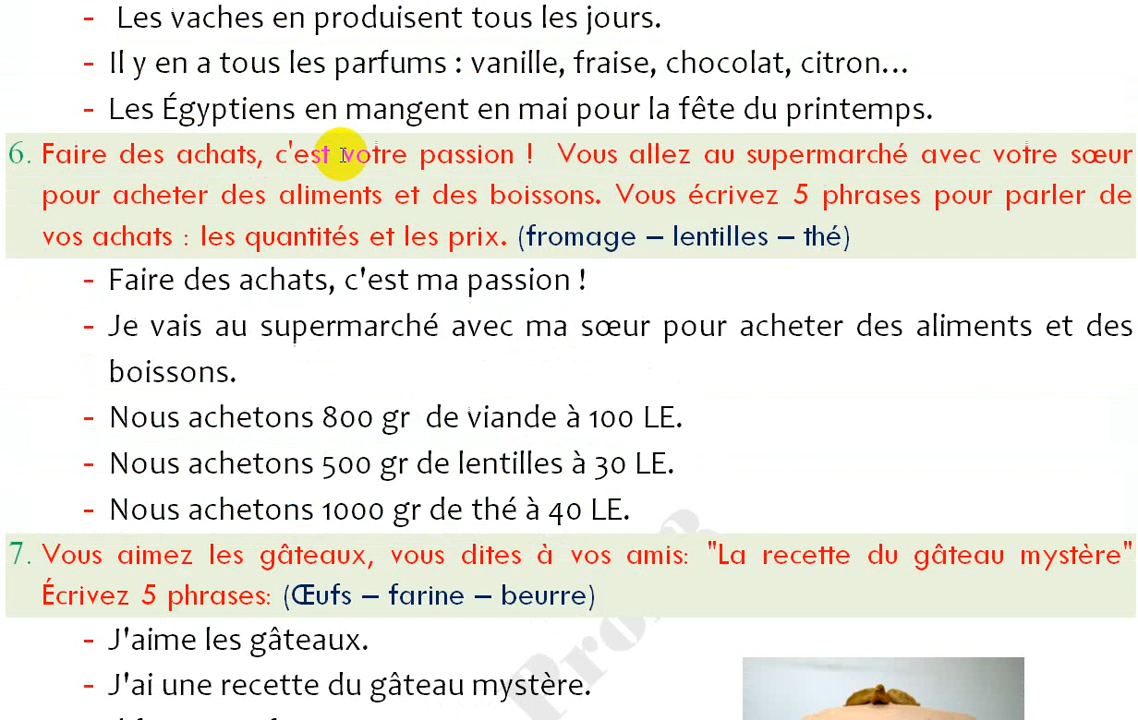 - Les vaches en produisent tous les jours.
- Il y en a tous les parfums : vanille, fraise, chocolat, citron...
- Les Égyptiens en mangent en mai pour la fête du printemps.
6. Faire des achats, c'est votre passion ! Vous allez au supermarché avec votre sœur
pour acheter des aliments et des boissons. Vous écrivez 5 phrases pour parler de
vos achats : les quantités et les prix. (fromage – lentilles – thé)
- Faire des achats, c'est ma passion !
- Je vais au supermarché avec ma sœur pour acheter des aliments et des
boissons.
- Nous achetons 800 gr de viande à 100 LE.
- Nous achetons 500 gr de lentilles à 30 LE.
- Nous achetons 1000 gr de thé à 40 LE.
7. Vous aimez les gâteaux, vous dites à vos amis: "La recette du gâteau mystère"
Écrivez 5 phrases: (Œufs – farine – beurre)
- J'aime les gâteaux.
- J'ai une recette du gâteau mystère.